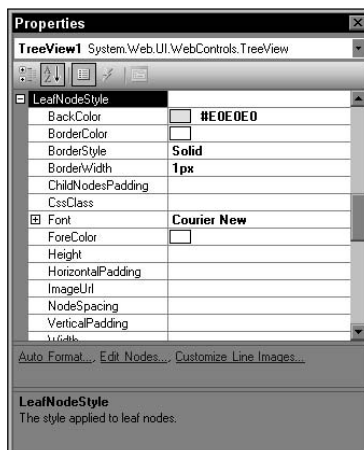 Properties
TreeView1 System.Web.UI.WebControls.TreeView
LeafNodeStyle
BackColor #E0E0E0
BorderColor
BorderStyle Solid
BorderWidth 1px
ChildNodesPadding
CssClass
Font Courier New
ForeColor
Height
HorizontalPadding
ImageUrl
NodeSpacing
VerticalPadding
Width
Auto Format..., Edit Nodes..., Customize Line Images...
LeafNodeStyle
The style applied to leaf nodes.